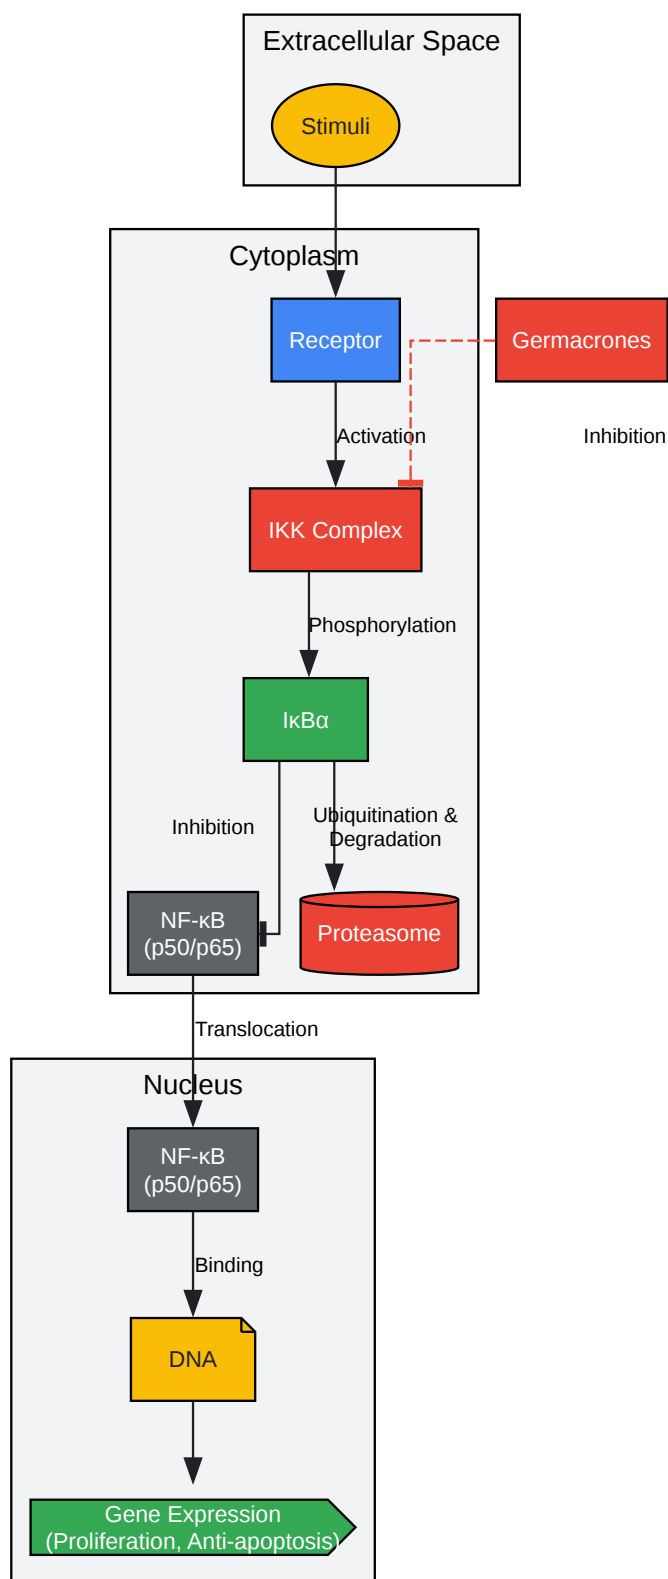 Extracellular Space
Stimuli
Cytoplasm
Receptor
Germacrones
Activation
Inhibition
IKK Complex
Phosphorylation
IκBα
Inhibition
Ubiquitination &
Degradation
NF-κB
(p50/p65)
Proteasome
Translocation
Nucleus
NF-κB
(p50/p65)
Binding
DNA
Gene Expression
(Proliferation, Anti-apoptosis)